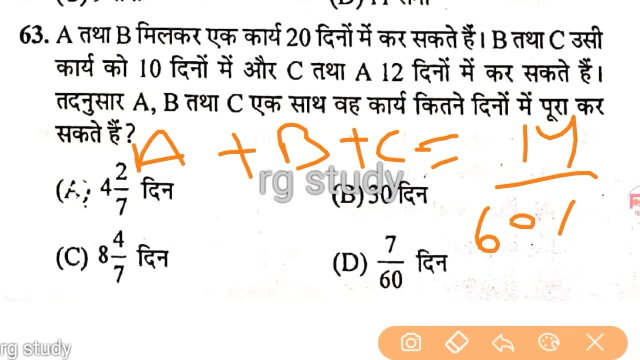 63. A तथा B मिलकर एक कार्य 20 दिनों में कर सकते हैं। B तथा C उसी
कार्य को 10 दिनों में और C तथा A 12 दिनों में कर सकते हैं।
तदनुसार A, B तथा C एक साथ वह कार्य कितने दिनों में पूरा कर
सकते हैं?
A + B + C = 14
60
rg study
(A) 4 2/7 दिन
(B) 30 दिन
(C) 8 4/7 दिन
(D) 7/60 दिन
rg study